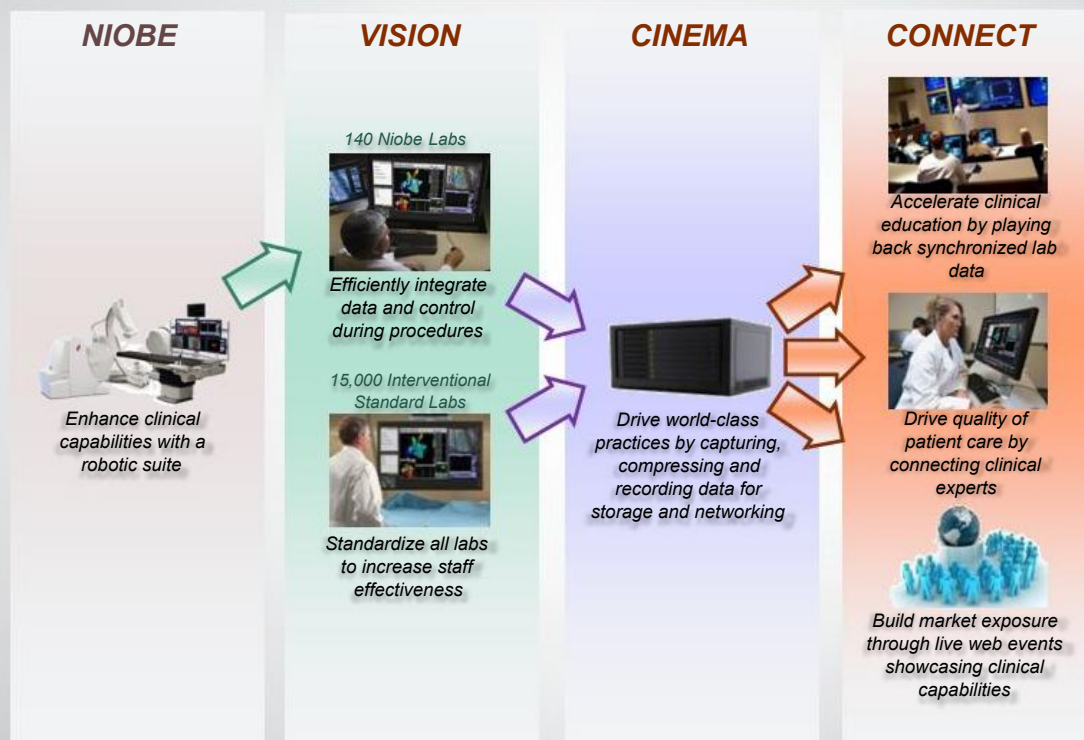 NIOBE
Enhance clinical
capabilities with a
robotic suite
VISION
140 Niobe Labs
Efficiently integrate
data and control
during procedures
15,000 Interventional
Standard Labs
Standardize all labs
to increase staff
effectiveness
CINEMA
Drive world-class
practices by capturing,
compressing and
recording data for
storage and networking
CONNECT
Accelerate clinical
education by playing
back synchronized lab
data
Drive quality of
patient care by
connecting clinical
experts
Build market exposure
through live web events
showcasing clinical
capabilities